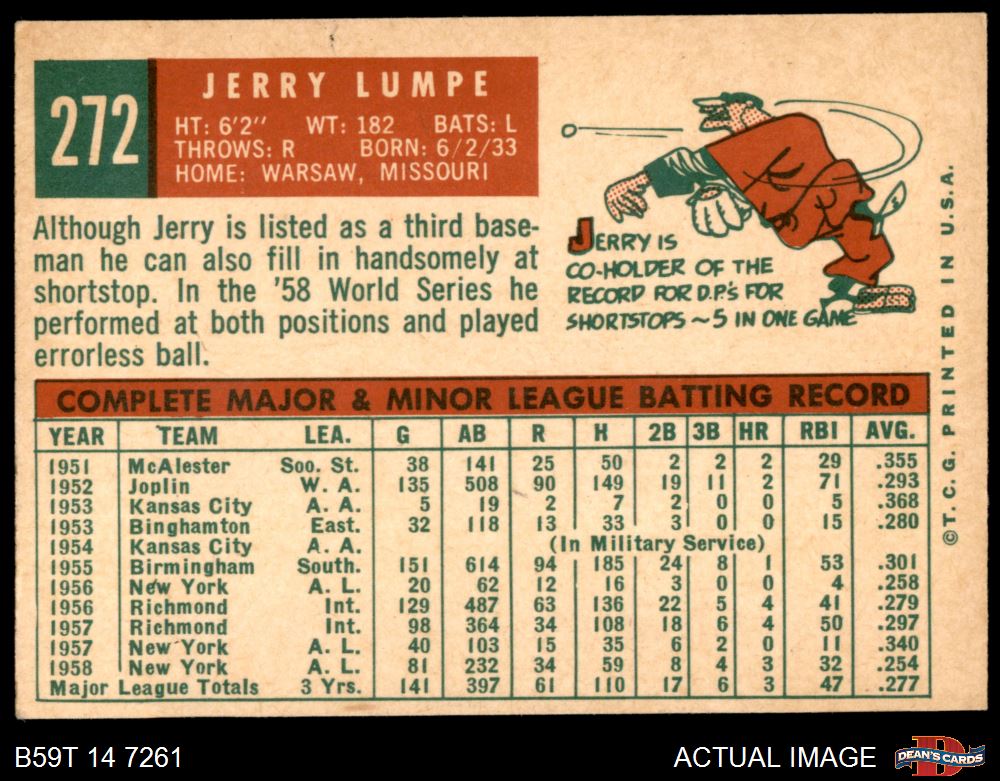 272
JERRY LUMPE
HT: 6'2" WT: 182 BATS: L
THROWS: R BORN: 6/2/33
HOME: WARSAW, MISSOURI
Although Jerry is listed as a third base-
man he can also fill in handsomely at
shortstop. In the '58 World Series he
performed at both positions and played
errorless ball.
JERRY IS
CO-HOLDER OF THE
RECORD FOR D.P.'s FOR
SHORTSTOPS ~ 5 IN ONE GAME
COMPLETE MAJOR & MINOR LEAGUE BATTING RECORD
YEAR TEAM LEA. G AB R H 2B 3B HR RBI AVG.
1951 McAlester Soo. St. 38 141 25 50 2 2 2 29 .355
1952 Joplin W. A. 135 508 90 149 19 11 2 71 .293
1953 Kansas City A. A. 5 19 2 7 2 0 0 5 .368
1953 Binghamton East. 32 118 13 33 3 0 0 15 .280
1954 Kansas City A. A. (In Military Service)
1955 Birmingham South. 151 614 94 185 24 8 1 53 .301
1956 New York A. L. 20 62 12 16 3 0 0 4 .258
1956 Richmond Int. 129 487 63 136 22 5 4 41 .279
1957 Richmond Int. 98 364 34 108 18 6 4 50 .297
1957 New York A. L. 40 103 15 35 6 2 0 11 .340
1958 New York A. L. 81 232 34 59 8 4 3 32 .254
Major League Totals 3 Yrs. 141 397 61 110 17 6 3 47 .277
© T. C. G. PRINTED IN U.S.A.
B59T 14 7261
ACTUAL IMAGE
DEAN'S CARDS